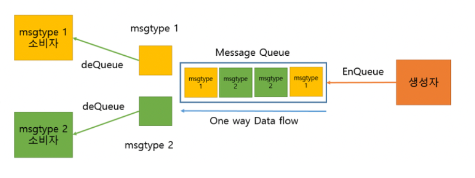 msgtype 1
소비자
msgtype 1
deQueue
Message Queue
msgtype
1
msgtype
2
msgtype
2
msgtype
1
EnQueue
생성자
deQueue
One way Data flow
msgtype 2
소비자
msgtype 2